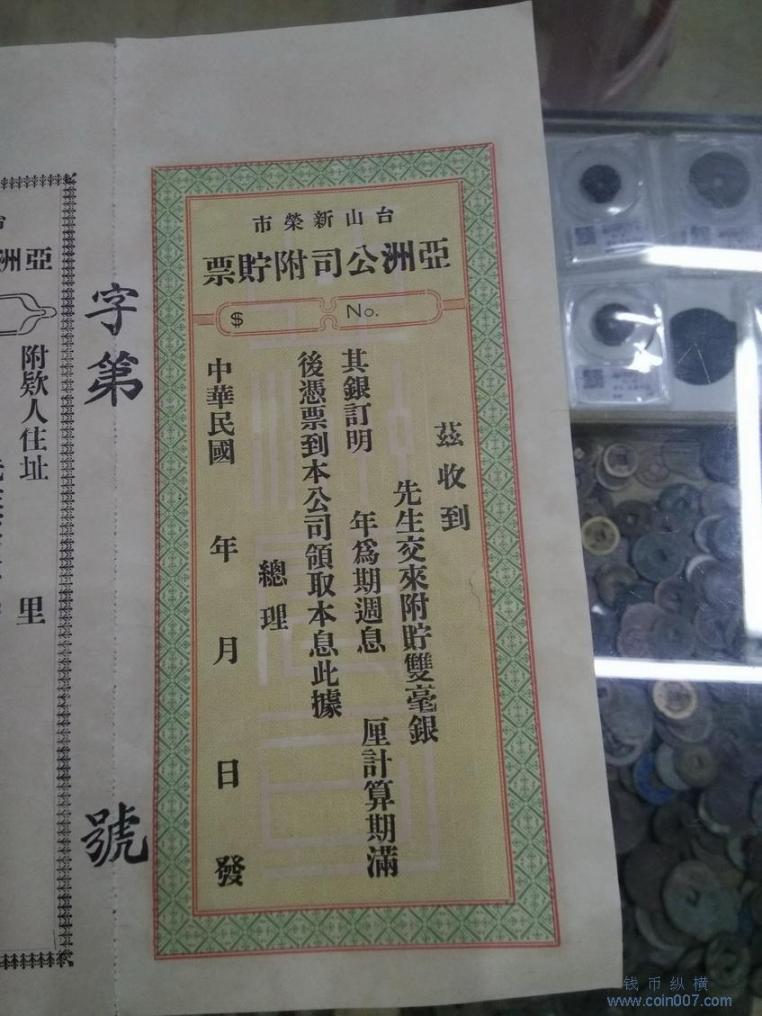 台山新榮市
亞洲公司附貯票
$ No.
茲收到
先生交來附貯雙毫銀
其銀訂明 年爲期週息 厘計算期滿
後憑票到本公司領取本息此據
總理
中華民國 年 月 日 發
字第 號
亞洲
附欵人住址 里
钱币纵横
www.coin007.com